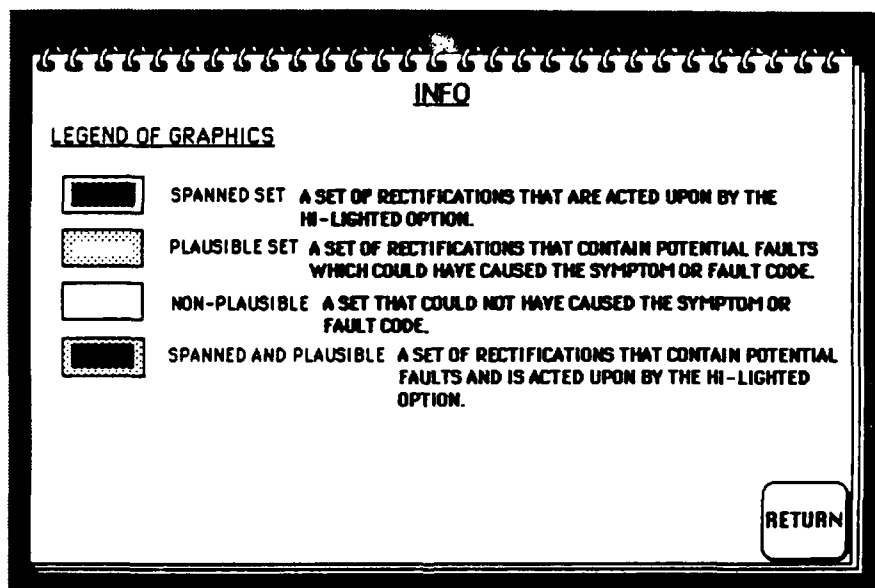 INFO
LEGEND OF GRAPHICS
SPANNED SET A SET OF RECTIFICATIONS THAT ARE ACTED UPON BY THE
HI-LIGHTED OPTION.
PLAUSIBLE SET A SET OF RECTIFICATIONS THAT CONTAIN POTENTIAL FAULTS
WHICH COULD HAVE CAUSED THE SYMPTOM OR FAULT CODE.
NON-PLAUSIBLE A SET THAT COULD NOT HAVE CAUSED THE SYMPTOM OR
FAULT CODE.
SPANNED AND PLAUSIBLE A SET OF RECTIFICATIONS THAT CONTAIN POTENTIAL
FAULTS AND IS ACTED UPON BY THE HI-LIGHTED
OPTION.
RETURN